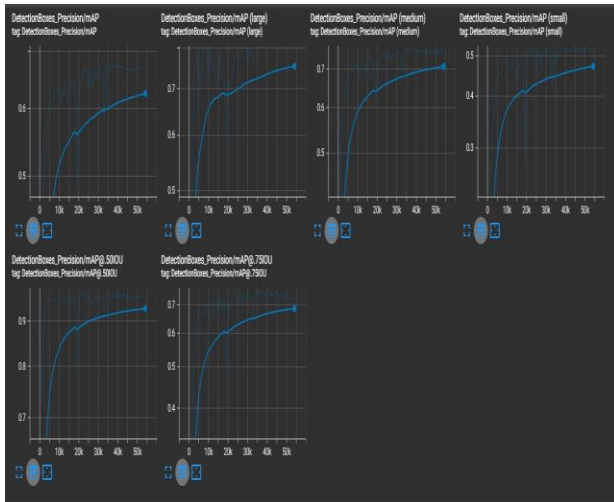 DetectionBoxes_Precision/mAP
tag: DetectionBoxes_Precision/mAP
0.6
0.5
0 10k 20k 30k 40k 50k
DetectionBoxes_Precision/mAP (large)
tag: DetectionBoxes_Precision/mAP
(large)
0.7
0.6
0.5
0 10k 20k 30k 40k 50k
DetectionBoxes_Precision/mAP (medium)
tag: DetectionBoxes_Precision/mAP
(medium)
0.7
0.6
0.5
0 10k 20k 30k 40k 50k
DetectionBoxes_Precision/mAP (small)
tag: DetectionBoxes_Precision/mAP
(small)
0.5
0.4
0.3
0 10k 20k 30k 40k 50k
DetectionBoxes_Precision/mAP@.50IOU
tag: DetectionBoxes_Precision/mAP@.50IOU
0.9
0.8
0.7
0 10k 20k 30k 40k 50k
DetectionBoxes_Precision/mAP@.75IOU
tag: DetectionBoxes_Precision/mAP@.75IOU
0.7
0.6
0.5
0.4
0 10k 20k 30k 40k 50k